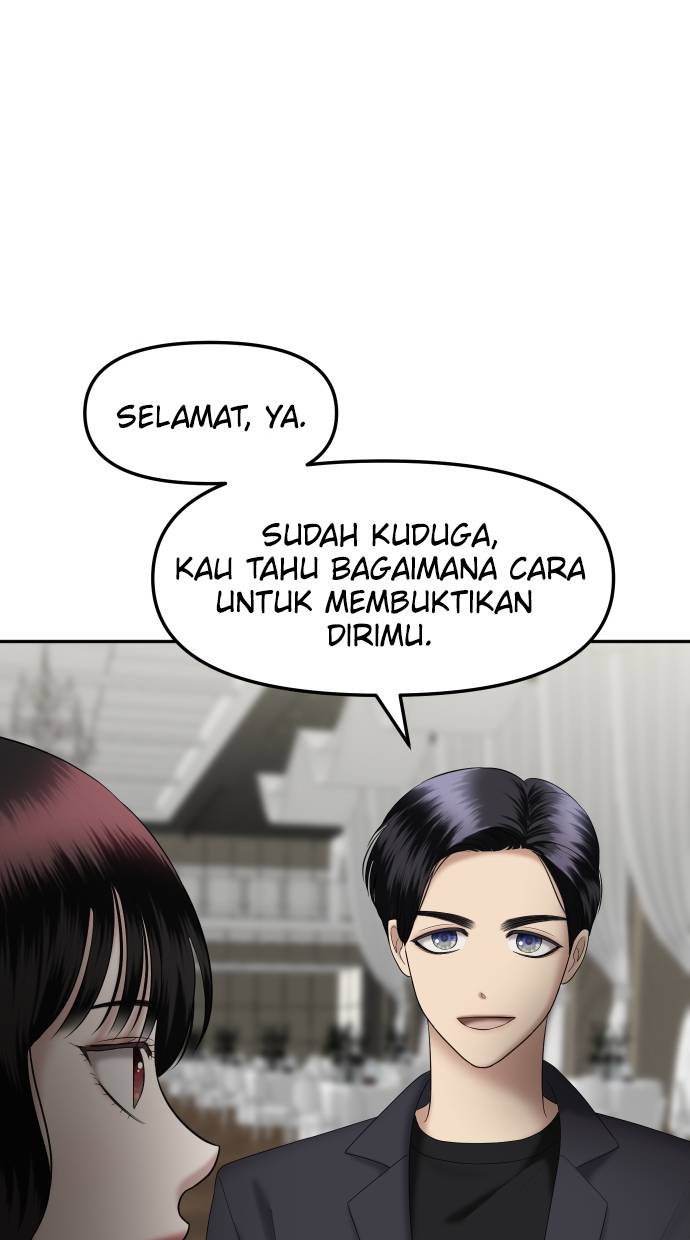 SELAMAT, YA.
SUDAH KUDUGA,
KAU TAHU BAGAIMANA CARA
UNTUK MEMBUKTIKAN
DIRIMU.